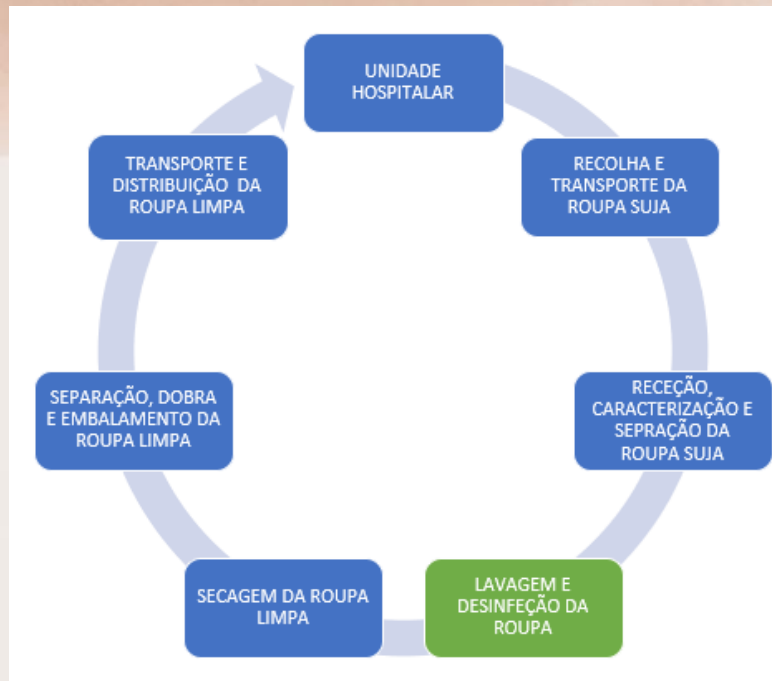 UNIDADE
HOSPITALAR
RECOLHA E
TRANSPORTE DA
ROUPA SUJA
RECEÇÃO,
CARACTERIZAÇÃO E
SEPRAÇÃO DA
ROUPA SUJA
LAVAGEM E
DESINFEÇÃO DA
ROUPA
SECAGEM DA ROUPA
LIMPA
SEPARAÇÃO, DOBRA
E EMBALAMENTO DA
ROUPA LIMPA
TRANSPORTE E
DISTRIBUIÇÃO DA
ROUPA LIMPA